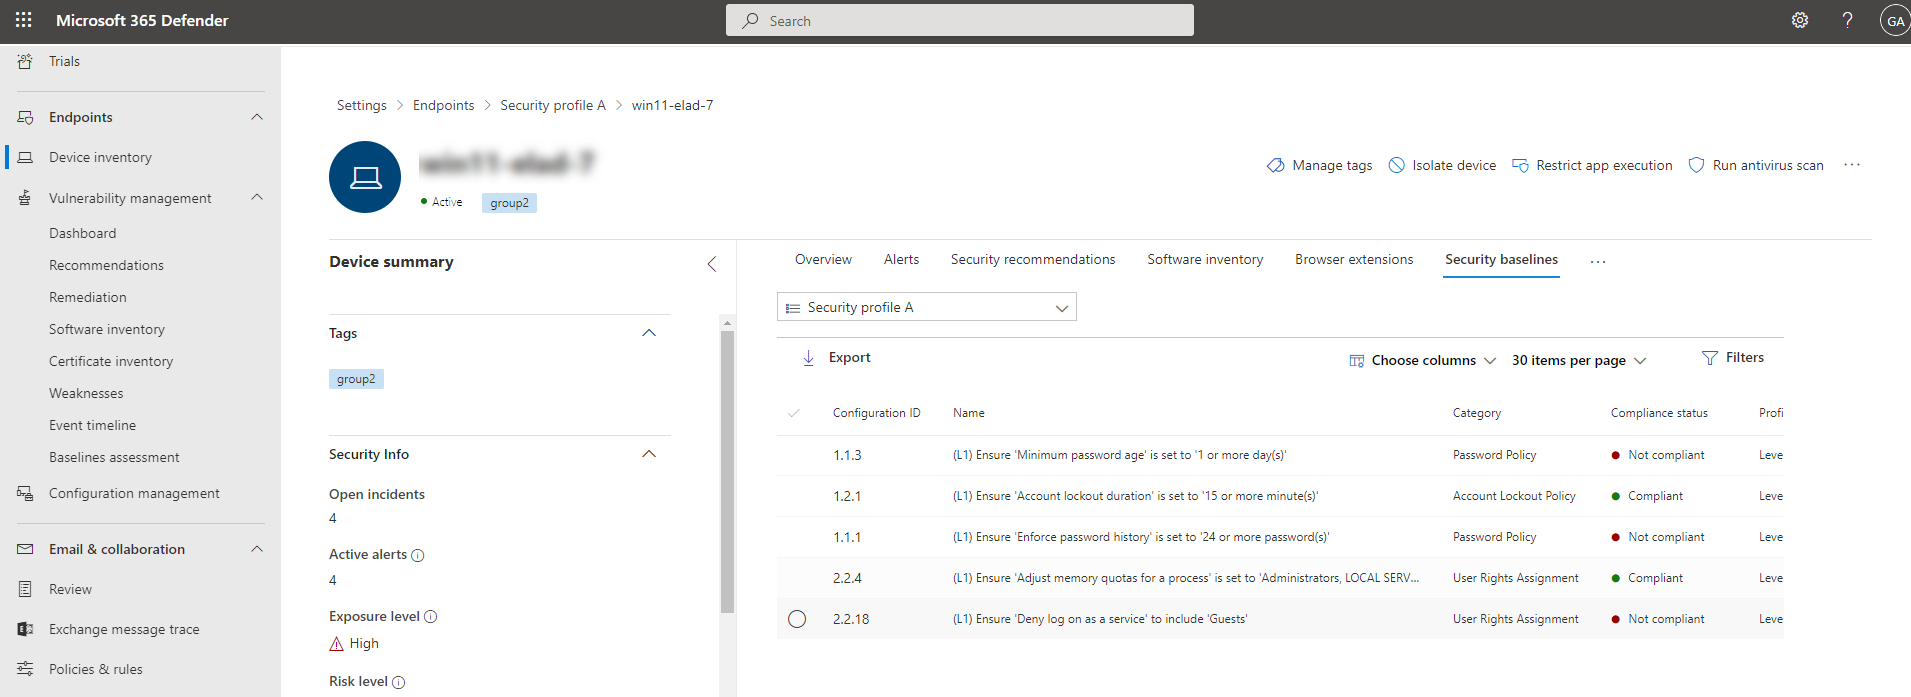 Microsoft 365 Defender
Search
GA
Trials
Endpoints
Device inventory
Vulnerability management
Dashboard
Recommendations
Remediation
Software inventory
Certificate inventory
Weaknesses
Event timeline
Baselines assessment
Configuration management
Email & collaboration
Review
Exchange message trace
Policies & rules
Settings > Endpoints > Security profile A > win11-elad-7
win11-elad-7
Active group2
Manage tags Isolate device Restrict app execution Run antivirus scan ...
Device summary
Tags
group2
Security Info
Open incidents
4
Active alerts
4
Exposure level
High
Risk level
Overview Alerts Security recommendations Software inventory Browser extensions Security baselines ...
Security profile A
Export Choose columns 30 items per page Filters
Configuration ID Name Category Compliance status Profi
1.1.3 (L1) Ensure 'Minimum password age' is set to '1 or more day(s)' Password Policy Not compliant Leve
1.2.1 (L1) Ensure 'Account lockout duration' is set to '15 or more minute(s)' Account Lockout Policy Compliant Leve
1.1.1 (L1) Ensure 'Enforce password history' is set to '24 or more password(s)' Password Policy Not compliant Leve
2.2.4 (L1) Ensure 'Adjust memory quotas for a process' is set to 'Administrators, LOCAL SERV... User Rights Assignment Compliant Leve
2.2.18 (L1) Ensure 'Deny log on as a service' to include 'Guests' User Rights Assignment Not compliant Leve